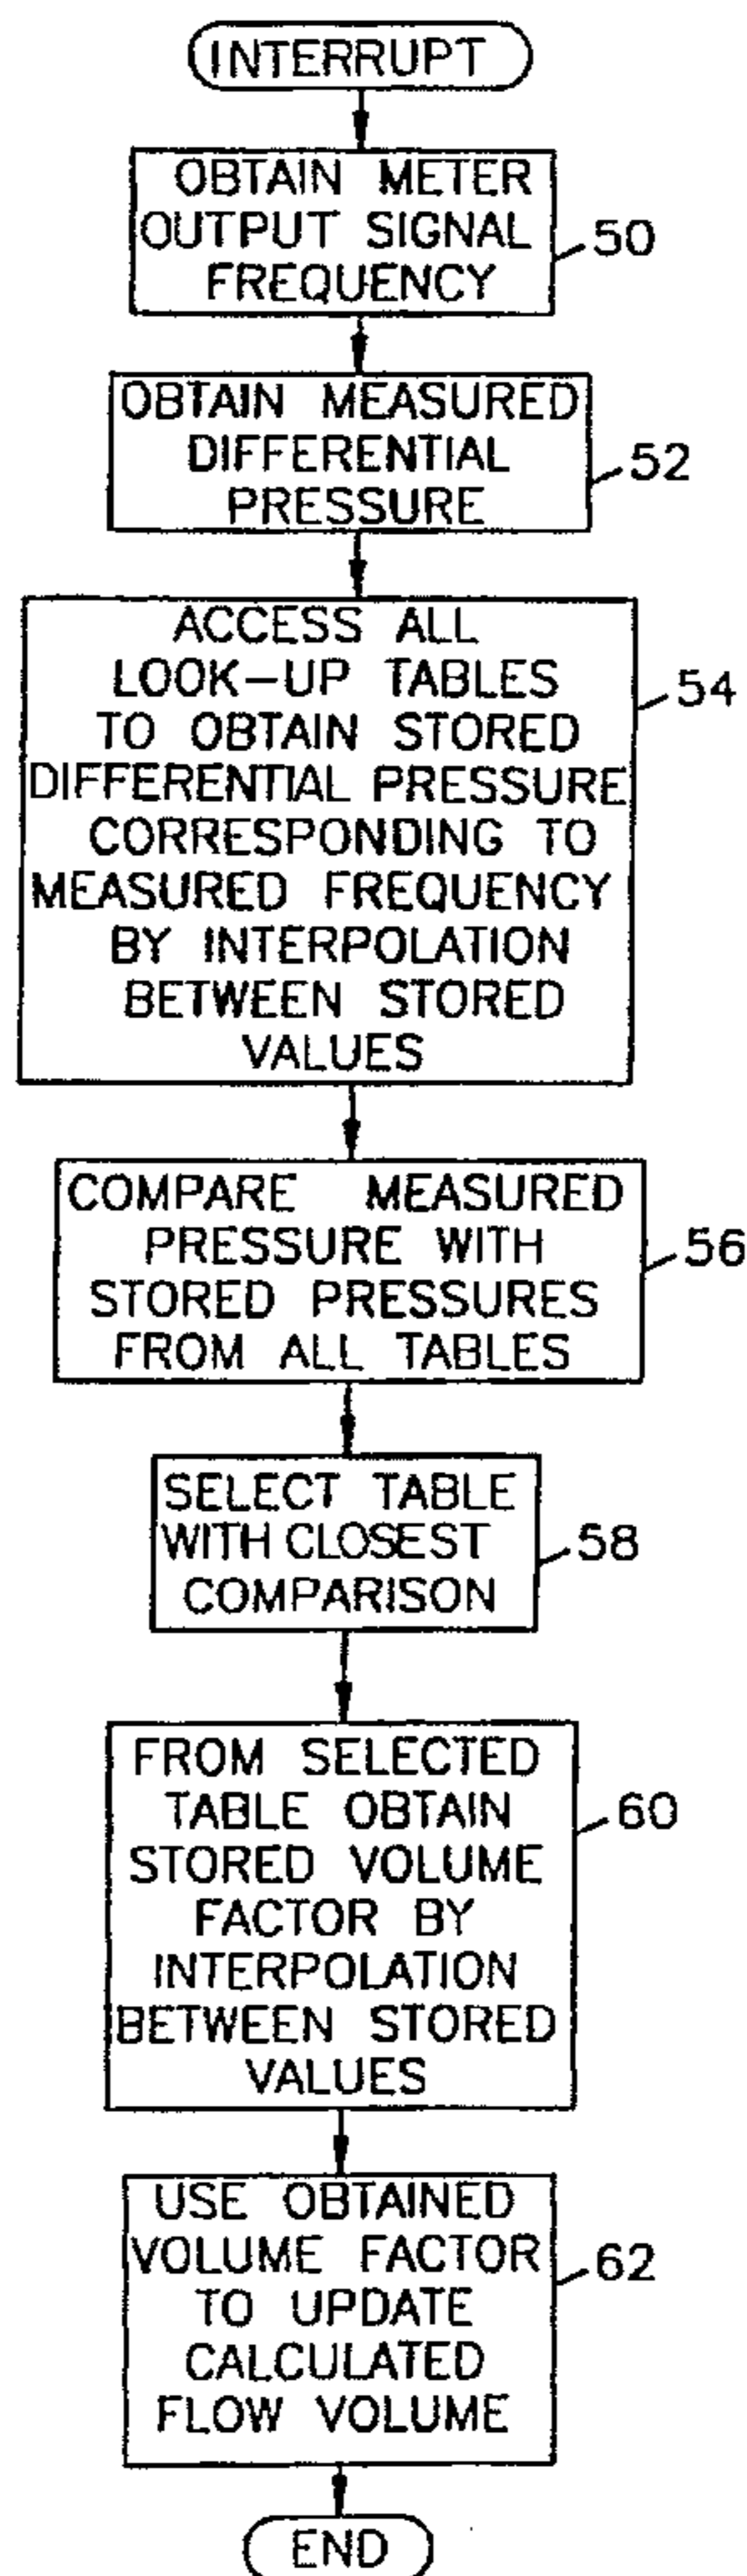 INTERRUPT
OBTAIN METER
OUTPUT SIGNAL
FREQUENCY
50
OBTAIN MEASURED
DIFFERENTIAL
PRESSURE
52
ACCESS ALL
LOOK-UP TABLES
TO OBTAIN STORED
DIFFERENTIAL PRESSURE
CORRESPONDING TO
MEASURED FREQUENCY
BY INTERPOLATION
BETWEEN STORED
VALUES
54
COMPARE MEASURED
PRESSURE WITH
STORED PRESSURES
FROM ALL TABLES
56
SELECT TABLE
WITH CLOSEST
COMPARISON
58
FROM SELECTED
TABLE OBTAIN
STORED VOLUME
FACTOR BY
INTERPOLATION
BETWEEN STORED
VALUES
60
USE OBTAINED
VOLUME FACTOR
TO UPDATE
CALCULATED
FLOW VOLUME
62
END